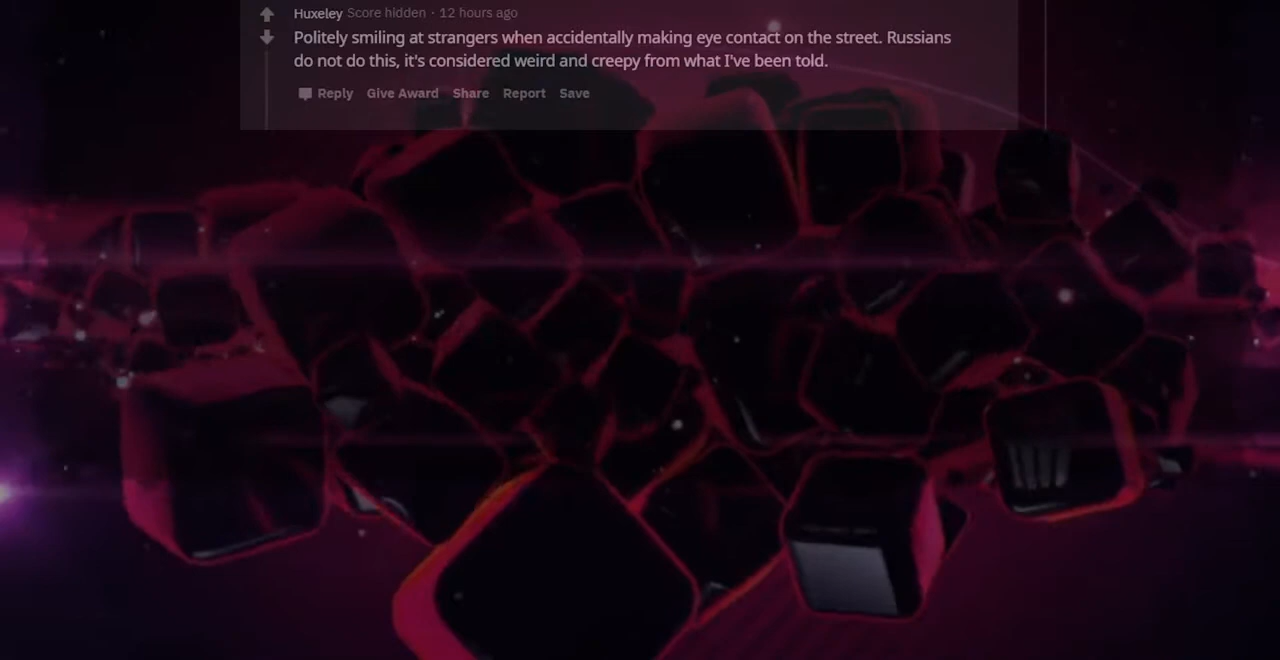 Huxeley Score hidden · 12 hours ago
Politely smiling at strangers when accidentally making eye contact on the street. Russians
do not do this, it's considered weird and creepy from what I've been told.
Reply Give Award Share Report Save